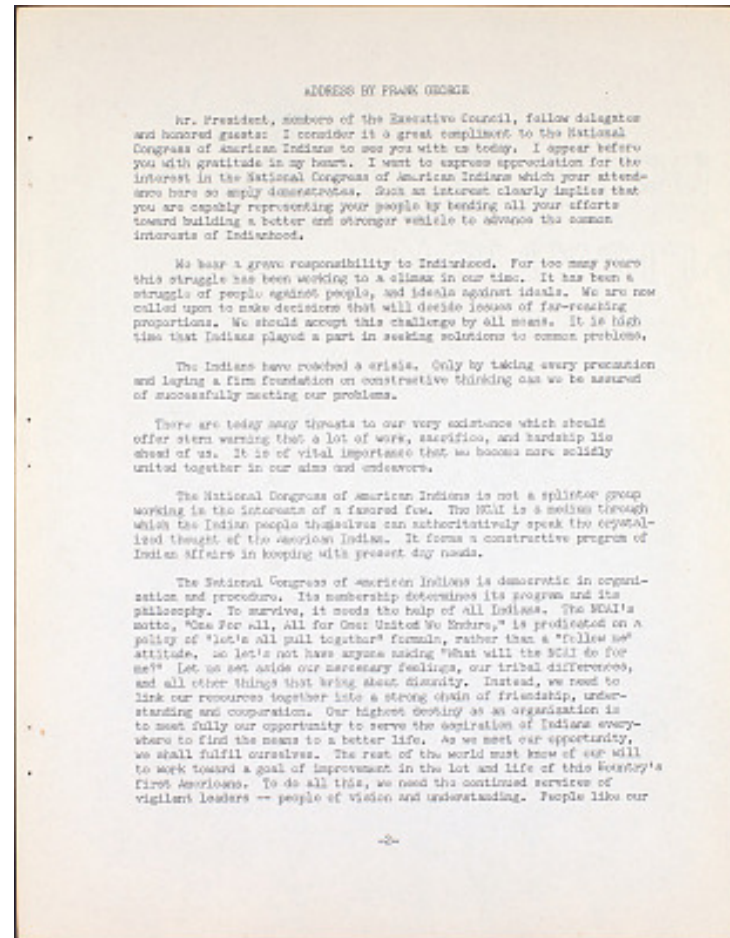 ADDRESS BY FRANK GEORGE
Mr. President, members of the Executive Council, fellow delegates
and honored guests: I consider it a great compliment to the National
Congress of American Indians to see you with us today. I appear before
you with gratitude in my heart. I want to express appreciation for the
interest in the National Congress of American Indians which your attend-
ance here so amply demonstrates. Such an interest clearly implies that
you are capably representing your people by bending all your efforts
toward building a better and stronger vehicle to advance the common
interests of Indianhood.
We bear a grave responsibility to Indianhood. For too many years
this struggle has been working to a climax in our time. It has been a
struggle of people against people, and ideals against ideals. We are now
called upon to make decisions that will decide issues of far-reaching
proportions. We should accept this challenge by all means. It is high
time that Indians played a part in seeking solutions to common problems.
The Indians have reached a crisis. Only by taking every precaution
and laying a firm foundation on constructive thinking can we be assured
of successfully meeting our problems.
There are today many threats to our very existence which should
offer stern warning that a lot of work, sacrifice, and hardship lie
ahead of us. It is of vital importance that we become more solidly
united together in our aims and endeavors.
The National Congress of American Indians is not a splinter group
working in the interests of a favored few. The NCAI is a medium through
which the Indian people themselves can authoritatively speak the crystal-
ized thought of the American Indian. It forms a constructive program of
Indian affairs in keeping with present day needs.
The National Congress of American Indians is democratic in organi-
zation and procedure. Its membership determines its program and its
philosophy. To survive, it needs the help of all Indians. The NCAI's
motto, "One For All, All for One: United We Endure," is predicated on a
policy of "let's all pull together" formula, rather than a "follow me"
attitude. So let's not have anyone asking "What will the NCAI do for
me?" Let us set aside our mercenary feelings, our tribal differences,
and all other things that bring about disunity. Instead, we need to
link our resources together into a strong chain of friendship, under-
standing and cooperation. Our highest destiny as an organization is
to meet fully our opportunity to serve the aspiration of Indians every-
where to find the means to a better life. As we meet our opportunity,
we shall fulfil ourselves. The rest of the world must know of our will
to work toward a goal of improvement in the lot and life of this Country's
first Americans. To do all this, we need the continued services of
vigilant leaders -- people of vision and understanding. People like our
-2-